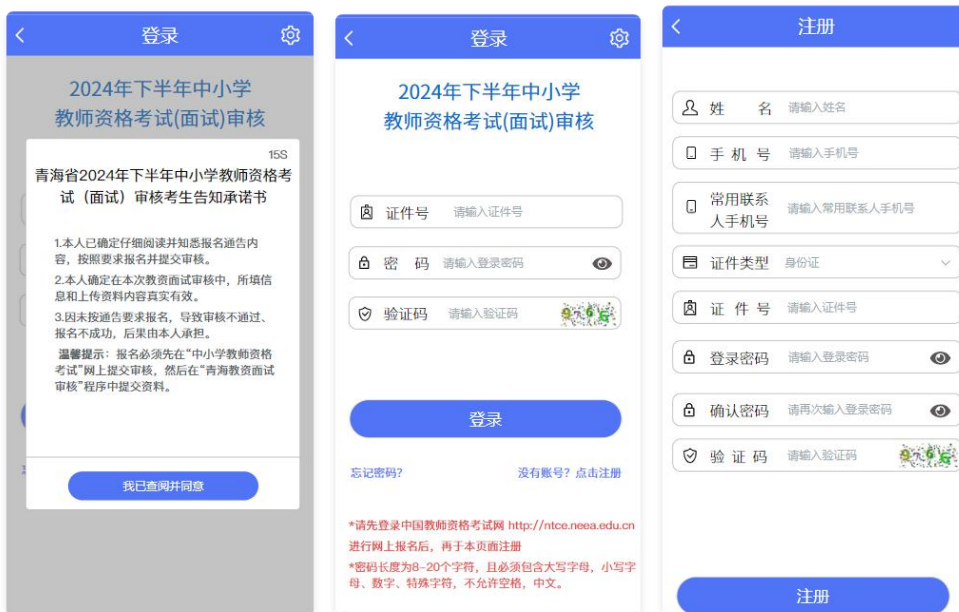 登录
2024年下半年中小学
教师资格考试(面试)审核
15S
青海省2024年下半年中小学教师资格考
试（面试）审核考生告知承诺书
1.本人已确定仔细阅读并知悉报名通告内
容，按照要求报名并提交审核。
2.本人确定在本次教资面试审核中，所填信
息和上传资料内容真实有效。
3.因未按通告要求报名，导致审核不通过、
报名不成功，后果由本人承担。
温馨提示：报名必须先在“中小学教师资格
考试”网上提交审核，然后在“青海教资面试
审核”程序中提交资料。
我已查阅并同意
登录
2024年下半年中小学
教师资格考试(面试)审核
证件号 请输入证件号
密 码 请输入登录密码
验证码 请输入验证码
登录
忘记密码？ 没有账号？点击注册
*请先登录中国教师资格考试网 http://ntce.neea.edu.cn
进行网上报名后，再于本页面注册
*密码长度为8-20个字符，且必须包含大写字母，小写字
母、数字、特殊字符，不允许空格，中文。
注册
姓 名 请输入姓名
手 机 号 请输入手机号
常用联系
人手机号 请输入常用联系人手机号
证件类型 身份证
证 件 号 请输入证件号
登录密码 请输入登录密码
确认密码 请再次输入登录密码
验 证 码 请输入验证码
注册